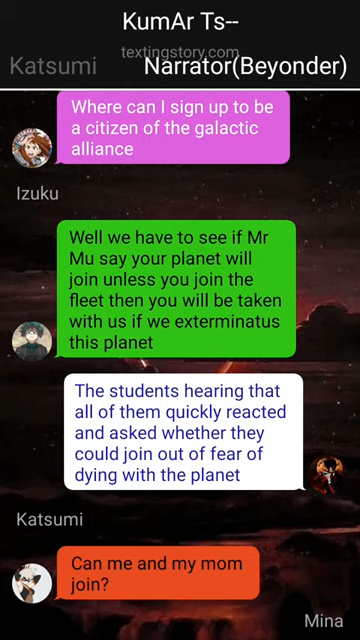 KumAr Ts--
textingstory.com
Katsumi Narrator(Beyonder)
Where can I sign up to be
a citizen of the galactic
alliance
Izuku
Well we have to see if Mr
Mu say your planet will
join unless you join the
fleet then you will be taken
with us if we exterminatus
this planet
The students hearing that
all of them quickly reacted
and asked whether they
could join out of fear of
dying with the planet
Katsumi
Can me and my mom
join?
Mina